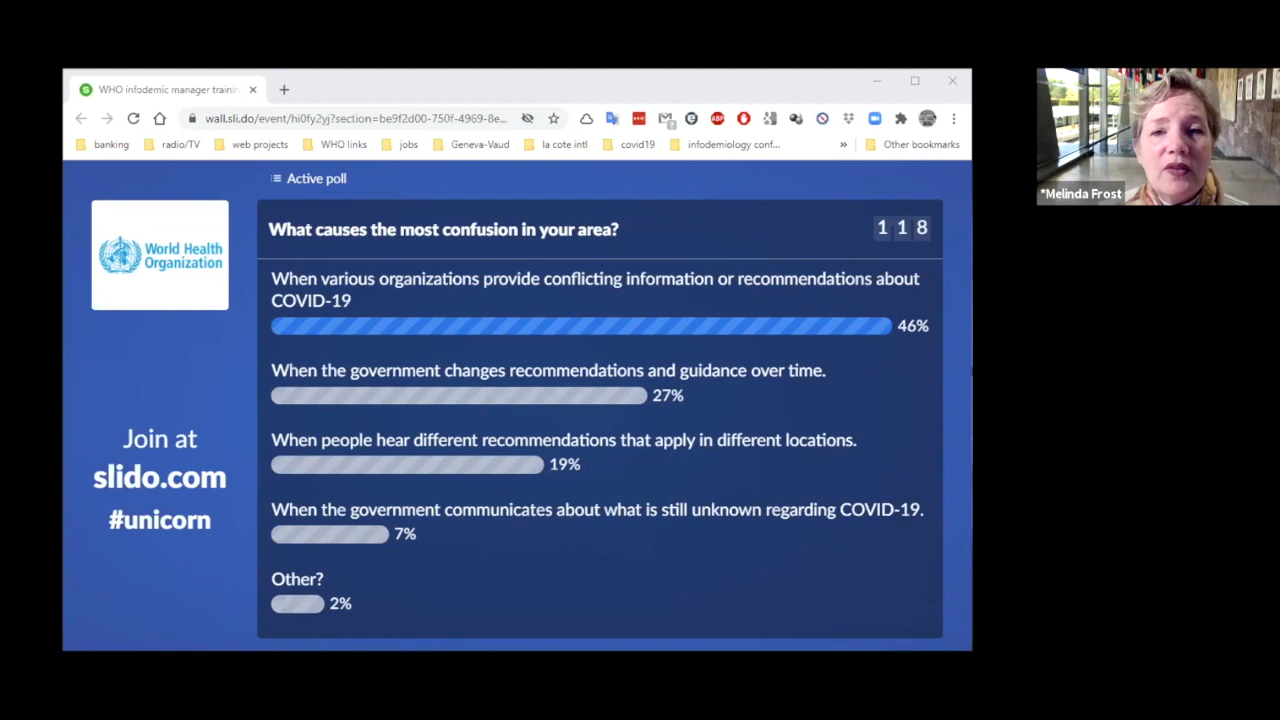 WHO infodemic manager trainin
wall.sli.do/event/hi0fy2yj?section=be9f2d00-750f-4969-8e...
ABP
banking
radio/TV
web projects
WHO links
jobs
Geneva-Vaud
la cote intl
covid19
infodemiology conf...
»
Other bookmarks
Active poll
World Health
Organization
What causes the most confusion in your area?
118
When various organizations provide conflicting information or recommendations about
COVID-19
46%
When the government changes recommendations and guidance over time.
27%
When people hear different recommendations that apply in different locations.
19%
When the government communicates about what is still unknown regarding COVID-19.
7%
Other?
2%
Join at
slido.com
#unicorn
*Melinda Frost